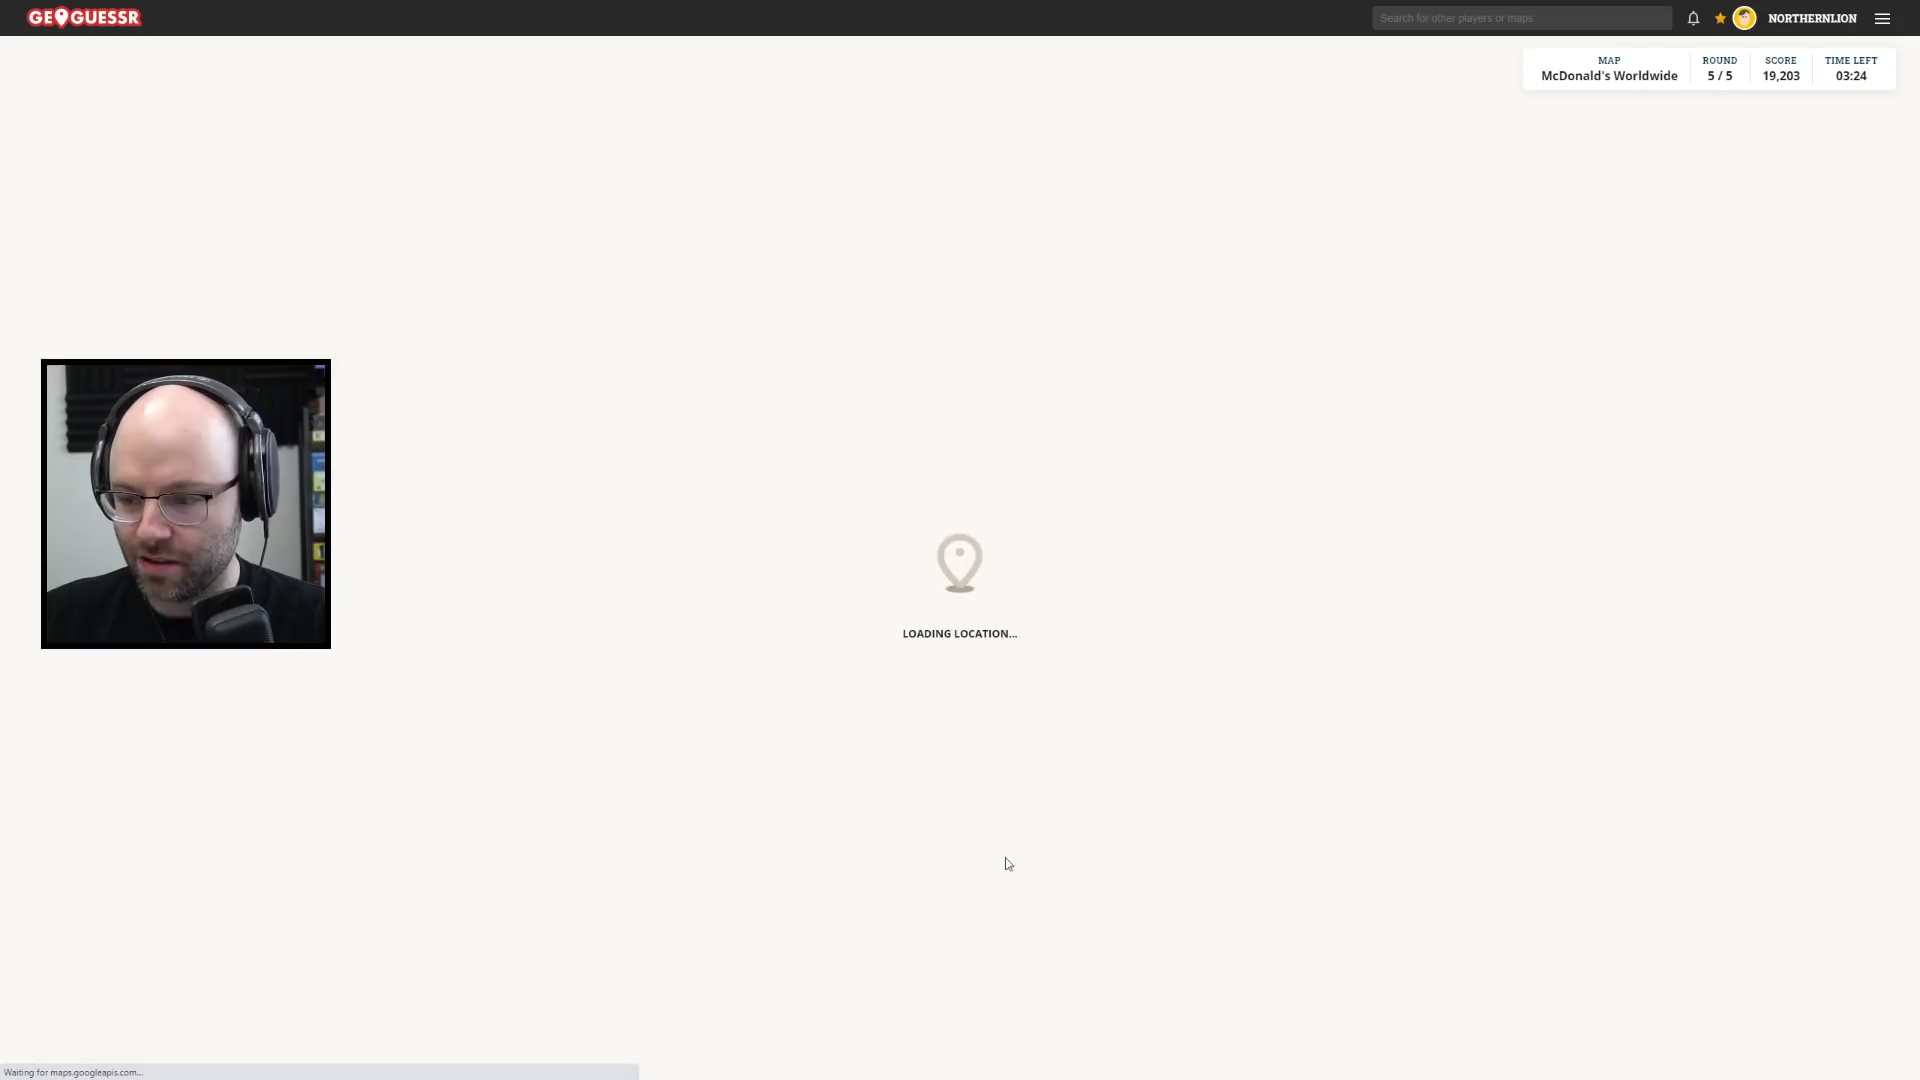 GEOGUESSR
Search for other players or maps
NORTHERNLION
MAP
McDonald's Worldwide
ROUND
5 / 5
SCORE
19,203
TIME LEFT
03:24
LOADING LOCATION...
Waiting for maps.googleapis.com...